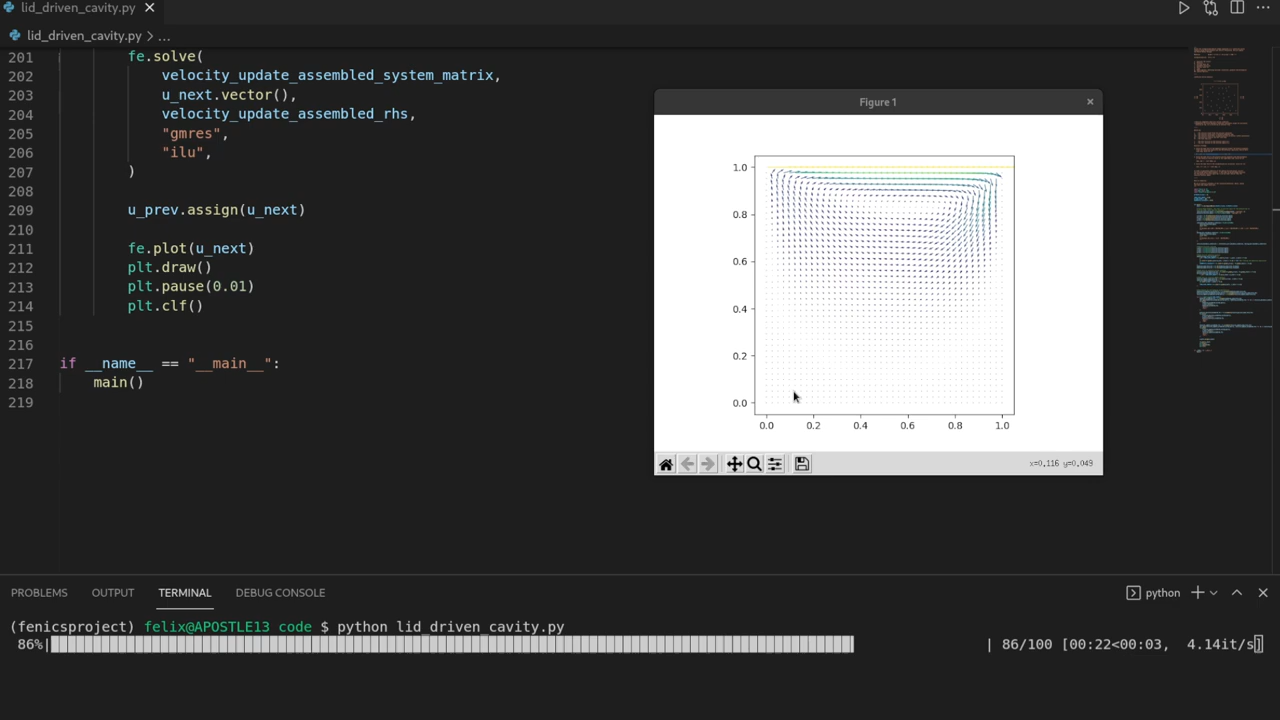 lid_driven_cavity.py
lid_driven_cavity.py > ...
201 fe.solve(
202 velocity_update_assembled_system_matrix,
203 u_next.vector(),
204 velocity_update_assembled_rhs,
205 "gmres",
206 "ilu",
207 )
208
209 u_prev.assign(u_next)
210
211 fe.plot(u_next)
212 plt.draw()
213 plt.pause(0.01)
214 plt.clf()
215
216
217 if __name__ == "__main__":
218 main()
219
Figure 1
1.0
0.8
0.6
0.4
0.2
0.0
0.0 0.2 0.4 0.6 0.8 1.0
x=0.116 y=0.049
PROBLEMS OUTPUT TERMINAL DEBUG CONSOLE python
(fenicsproject) felix@APOSTLE13 code $ python lid_driven_cavity.py
86%| | 86/100 [00:22<00:03, 4.14it/s]